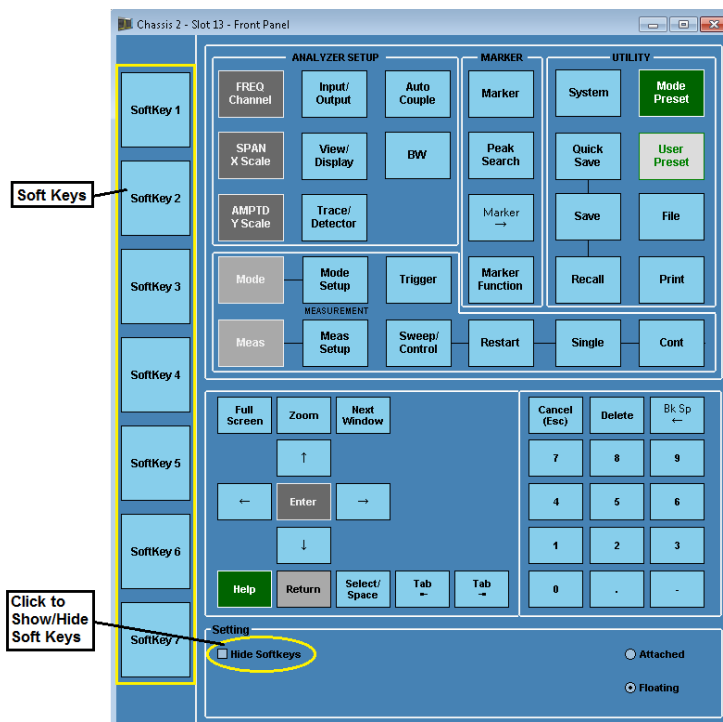 Chassis 2 - Slot 13 - Front Panel
Soft Keys
Click to
Show/Hide
Soft Keys
SoftKey 1
SoftKey 2
SoftKey 3
SoftKey 4
SoftKey 5
SoftKey 6
SoftKey 7
ANALYZER SETUP
FREQ
Channel
Input/
Output
Auto
Couple
SPAN
X Scale
View/
Display
BW
AMPTD
Y Scale
Trace/
Detector
MARKER
Marker
Peak
Search
Marker
→
Marker
Function
UTILITY
System
Mode
Preset
Quick
Save
User
Preset
Save
File
Recall
Print
Mode
Mode
Setup
Trigger
MEASUREMENT
Meas
Meas
Setup
Sweep/
Control
Restart
Single
Cont
Full
Screen
Zoom
Next
Window
↑
←
Enter
→
↓
Help
Return
Select/
Space
Tab
⇤
Tab
⇥
Cancel
(Esc)
Delete
Bk Sp
←
7
8
9
4
5
6
1
2
3
0
.
-
Setting
Hide Softkeys
Attached
Floating